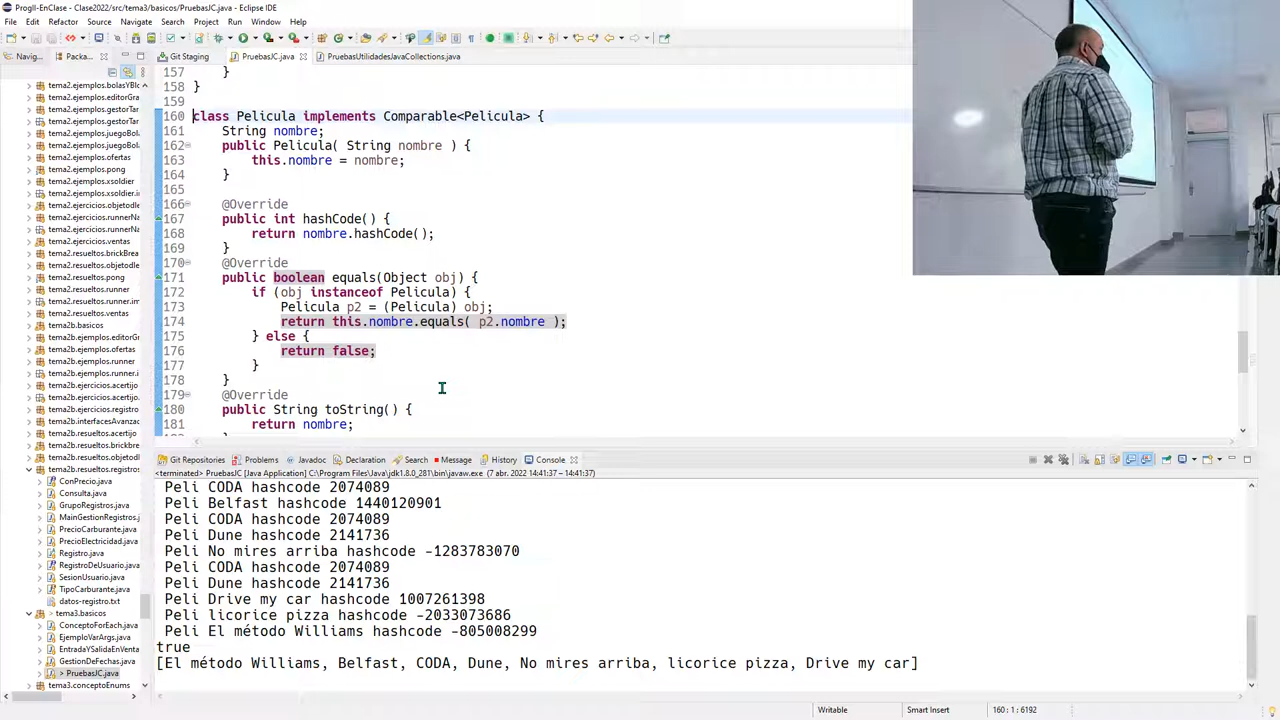 ProgII-EnClase - Clase2022/src/tema3/basicos/PruebasJC.java - Eclipse IDE
File Edit Source Refactor Navigate Search Project Run Window Help
Navig... Packa...
Git Staging PruebasJC.java PruebasUtilidadesJavaCollections.java
tema2.ejemplos.bolasYBlo
tema2.ejemplos.editorGra
tema2.ejemplos.gestorTar
tema2.ejemplos.gestorTar
tema2.ejemplos.juegoBol
tema2.ejemplos.juegoBol
tema2.ejemplos.ofertas
tema2.ejemplos.pong
tema2.ejemplos.xsoldier
tema2.ejemplos.xsoldier.i
tema2.ejercicios.runnerNa
tema2.ejercicios.runnerNa
tema2.ejercicios.ventas
tema2.resueltos.brickBrea
tema2.resueltos.objetodle
tema2.resueltos.pong
tema2.resueltos.runner
tema2.resueltos.runner.im
tema2.resueltos.ventas
tema2b.basicos
tema2b.ejemplos.editorGr
tema2b.ejemplos.ofertas
tema2b.ejemplos.runner
tema2b.ejercicios.acertijo
tema2b.ejercicios.acertijo.
tema2b.ejercicios.registro
tema2b.interfacesAvanza
tema2b.resueltos.acertijo
tema2b.resueltos.brickbre
tema2b.resueltos.objetodl
tema2b.resueltos.registros
ConPrecio.java
Consulta.java
GrupoRegistros.java
MainGestionRegistros.java
PrecioCarburante.java
PrecioElectricidad.java
Registro.java
RegistroDeUsuario.java
SesionUsuario.java
TipoCarburante.java
datos-registro.txt
> tema3.basicos
ConceptoForEach.java
EjemploVarArgs.java
EntradaYSalidaEnVenta
GestionDeFechas.java
> PruebasJC.java
tema3.conceptoEnums
157 }
158 }
159
160 class Pelicula implements Comparable<Pelicula> {
161 String nombre;
162 public Pelicula( String nombre ) {
163 this.nombre = nombre;
164 }
165
166 @Override
167 public int hashCode() {
168 return nombre.hashCode();
169 }
170 @Override
171 public boolean equals(Object obj) {
172 if (obj instanceof Pelicula) {
173 Pelicula p2 = (Pelicula) obj;
174 return this.nombre.equals( p2.nombre );
175 } else {
176 return false;
177 }
178 }
179 @Override
180 public String toString() {
181 return nombre;
Git Repositories Problems Javadoc Declaration Search Message History Console
<terminated> PruebasJC [Java Application] C:\Program Files\Java\jdk1.8.0_281\bin\javaw.exe (7 abr. 2022 14:41:37 – 14:41:37)
Peli CODA hashcode 2074089
Peli Belfast hashcode 1440120901
Peli CODA hashcode 2074089
Peli Dune hashcode 2141736
Peli No mires arriba hashcode -1283783070
Peli CODA hashcode 2074089
Peli Dune hashcode 2141736
Peli Drive my car hashcode 1007261398
Peli licorice pizza hashcode -2033073686
Peli El método Williams hashcode -805008299
true
[El método Williams, Belfast, CODA, Dune, No mires arriba, licorice pizza, Drive my car]
Writable Smart Insert 160 : 1 : 6192